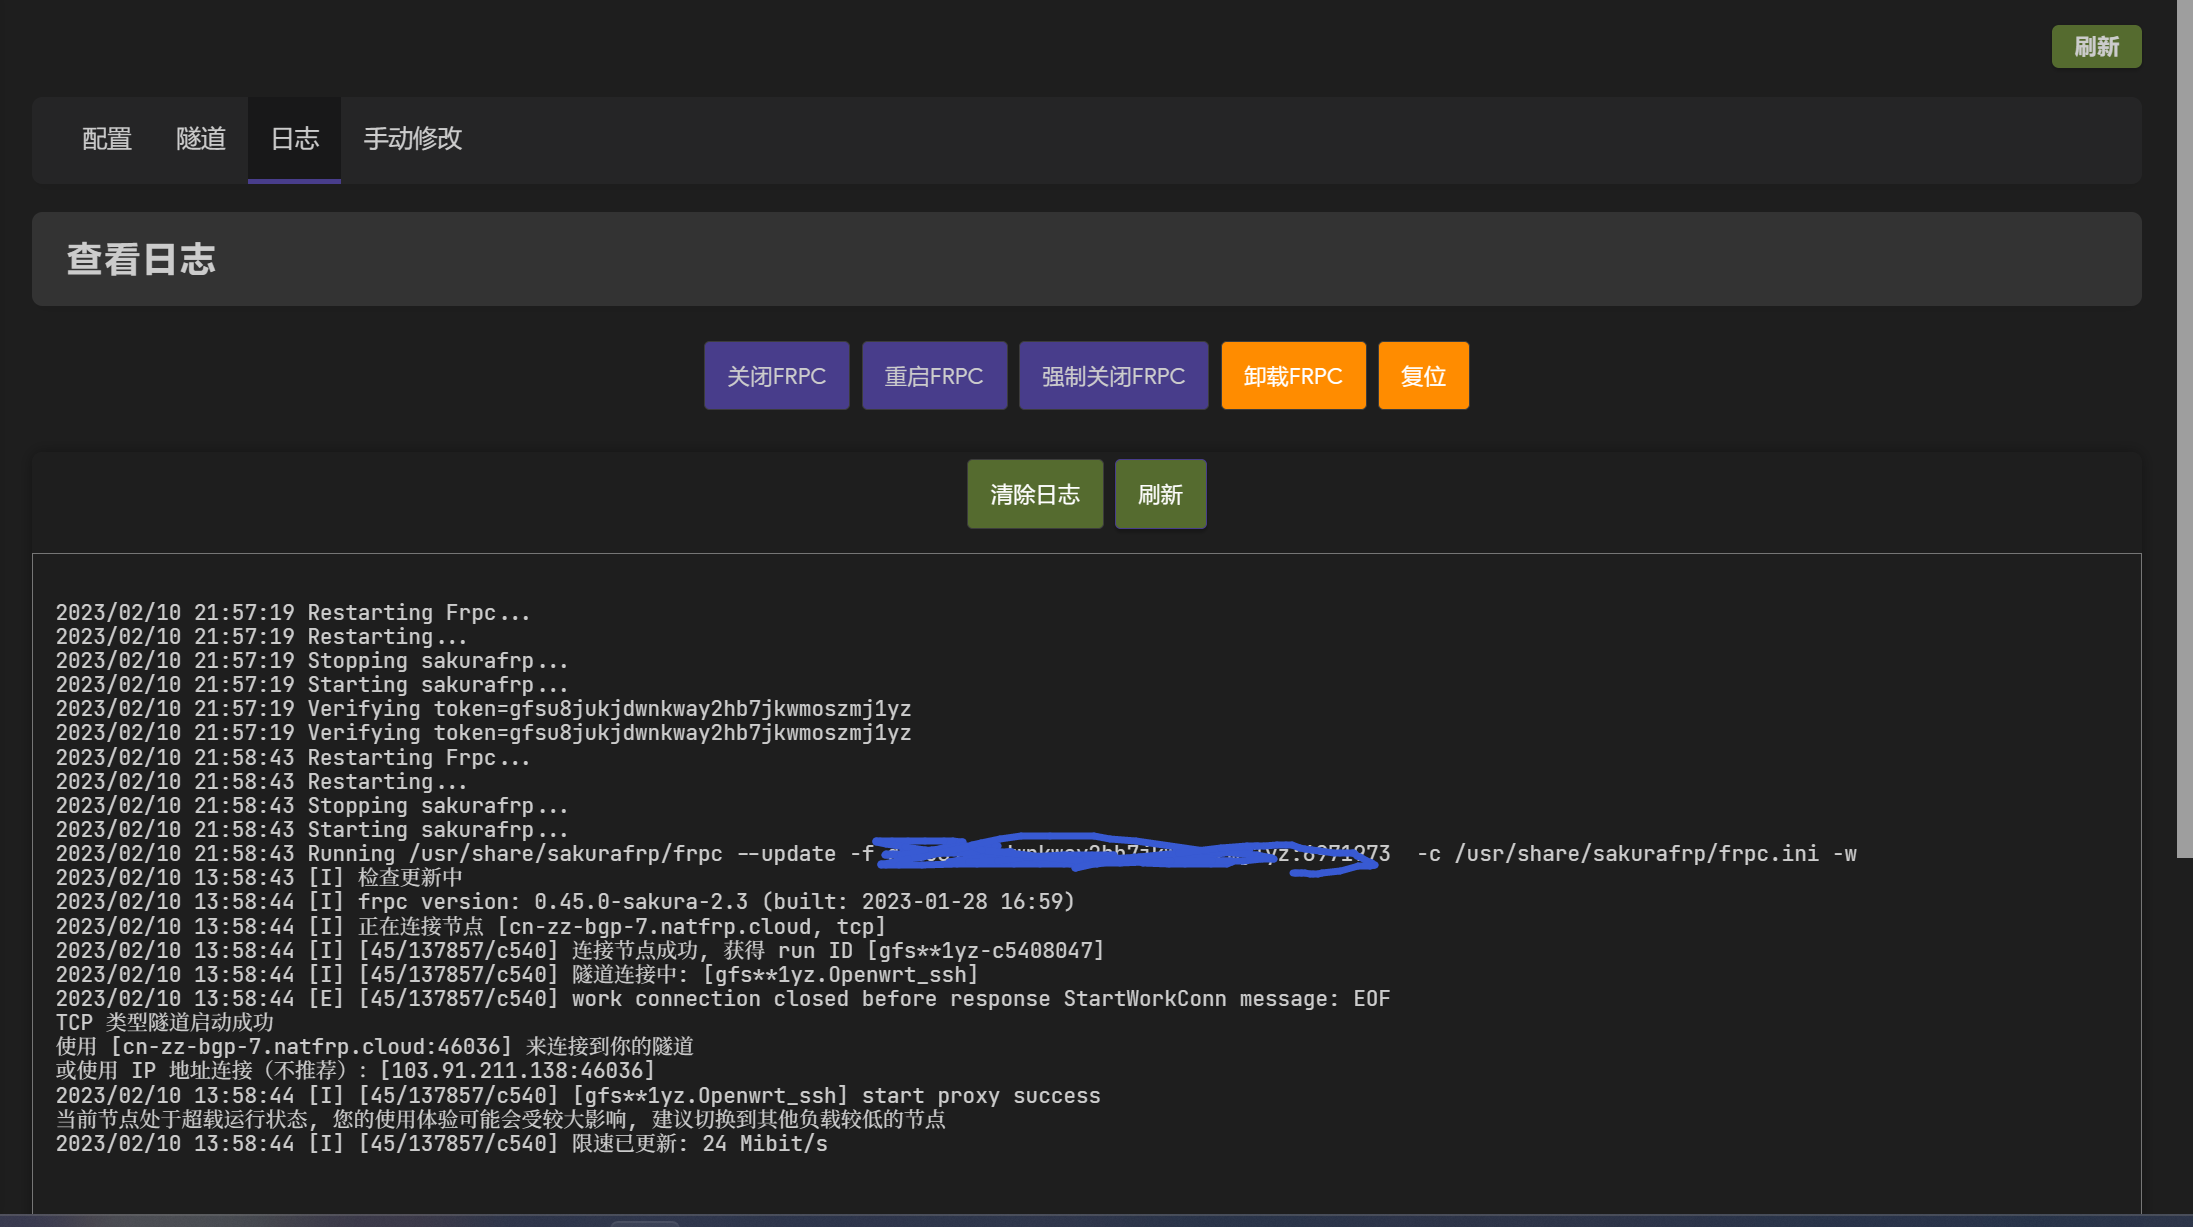 刷新
配置 隧道 日志 手动修改
查看日志
关闭FRPC 重启FRPC 强制关闭FRPC 卸载FRPC 复位
清除日志 刷新
2023/02/10 21:57:19 Restarting Frpc...
2023/02/10 21:57:19 Restarting...
2023/02/10 21:57:19 Stopping sakurafrp...
2023/02/10 21:57:19 Starting sakurafrp...
2023/02/10 21:57:19 Verifying token=gfsu8jukjdwnkway2hb7jkwmoszmj1yz
2023/02/10 21:57:19 Verifying token=gfsu8jukjdwnkway2hb7jkwmoszmj1yz
2023/02/10 21:58:43 Restarting Frpc...
2023/02/10 21:58:43 Restarting...
2023/02/10 21:58:43 Stopping sakurafrp...
2023/02/10 21:58:43 Starting sakurafrp...
2023/02/10 21:58:43 Running /usr/share/sakurafrp/frpc --update -f -c /usr/share/sakurafrp/frpc.ini -w
2023/02/10 13:58:43 [I] 检查更新中
2023/02/10 13:58:44 [I] frpc version: 0.45.0-sakura-2.3 (built: 2023-01-28 16:59)
2023/02/10 13:58:44 [I] 正在连接节点 [cn-zz-bgp-7.natfrp.cloud, tcp]
2023/02/10 13:58:44 [I] [45/137857/c540] 连接节点成功, 获得 run ID [gfs**1yz-c5408047]
2023/02/10 13:58:44 [I] [45/137857/c540] 隧道连接中: [gfs**1yz.Openwrt_ssh]
2023/02/10 13:58:44 [E] [45/137857/c540] work connection closed before response StartWorkConn message: EOF
TCP 类型隧道启动成功
使用 [cn-zz-bgp-7.natfrp.cloud:46036] 来连接到你的隧道
或使用 IP 地址连接（不推荐）: [103.91.211.138:46036]
2023/02/10 13:58:44 [I] [45/137857/c540] [gfs**1yz.Openwrt_ssh] start proxy success
当前节点处于超载运行状态, 您的使用体验可能会受较大影响, 建议切换到其他负载较低的节点
2023/02/10 13:58:44 [I] [45/137857/c540] 限速已更新: 24 Mibit/s